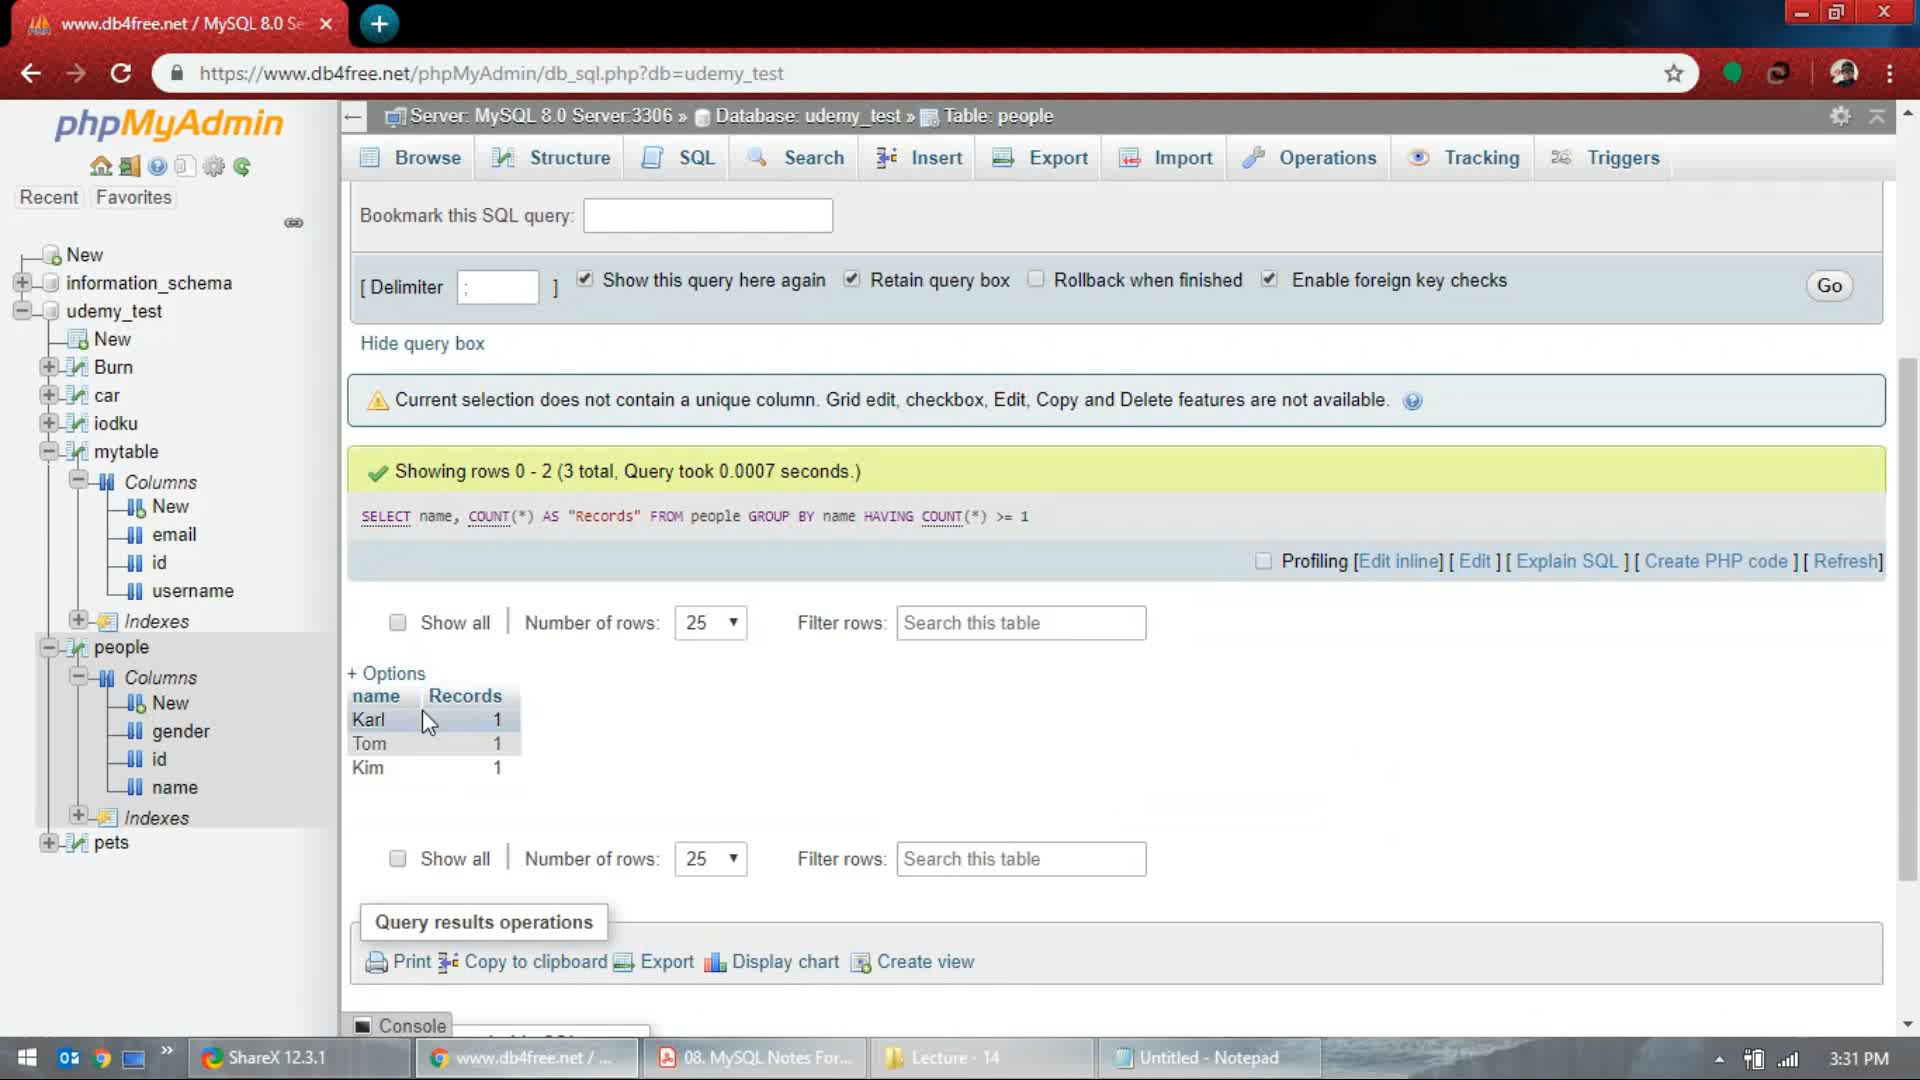 www.db4free.net / MySQL 8.0 Se
https://www.db4free.net/phpMyAdmin/db_sql.php?db=udemy_test
phpMyAdmin
Recent Favorites
New
information_schema
udemy_test
New
Burn
car
iodku
mytable
Columns
New
email
id
username
Indexes
people
Columns
New
gender
id
name
Indexes
pets
Server: MySQL 8.0 Server:3306 » Database: udemy_test » Table: people
Browse Structure SQL Search Insert Export Import Operations Tracking Triggers
Bookmark this SQL query:
[ Delimiter ; ] Show this query here again Retain query box Rollback when finished Enable foreign key checks Go
Hide query box
Current selection does not contain a unique column. Grid edit, checkbox, Edit, Copy and Delete features are not available.
Showing rows 0 - 2 (3 total, Query took 0.0007 seconds.)
SELECT name, COUNT(*) AS "Records" FROM people GROUP BY name HAVING COUNT(*) >= 1
Profiling [Edit inline] [ Edit ] [ Explain SQL ] [ Create PHP code ] [ Refresh]
Show all Number of rows: 25 Filter rows: Search this table
+ Options
name Records
Karl 1
Tom 1
Kim 1
Show all Number of rows: 25 Filter rows: Search this table
Query results operations
Print Copy to clipboard Export Display chart Create view
Console
ShareX 12.3.1 www.db4free.net / ... 08. MySQL Notes For... Lecture - 14 Untitled - Notepad 3:31 PM